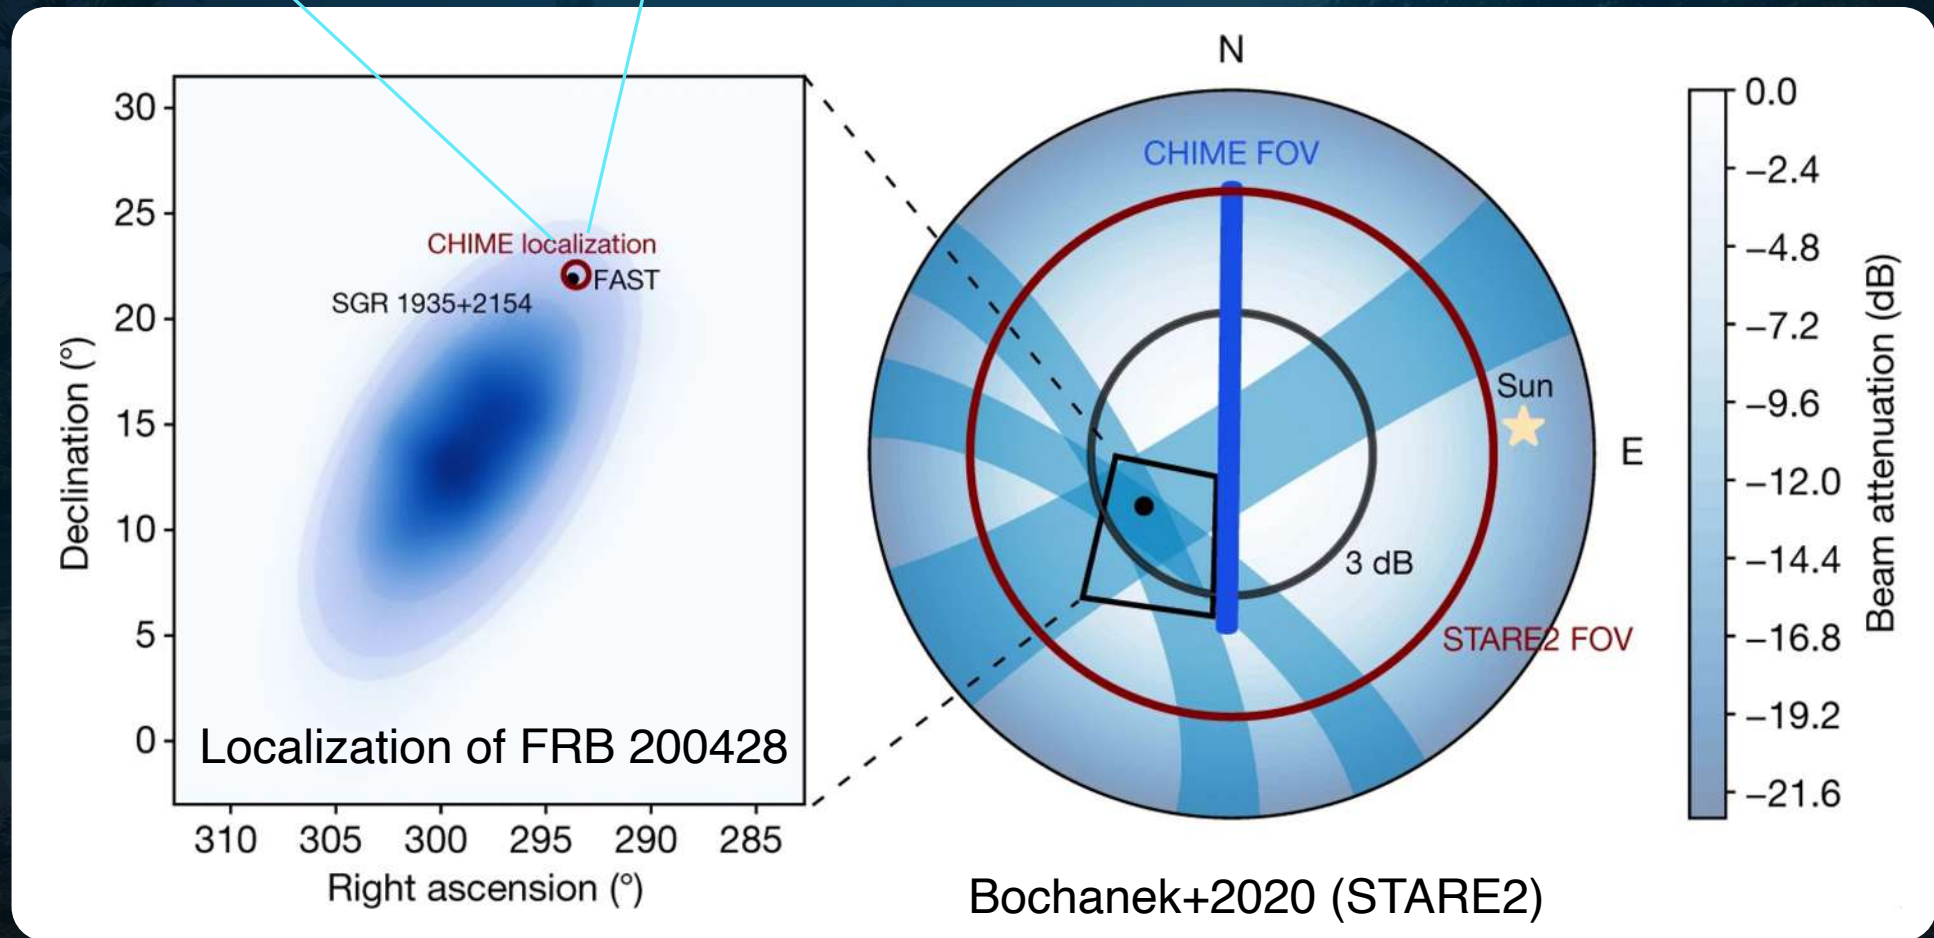 30
25
20
15
10
5
0
Declination (°)
CHIME localization
FAST
SGR 1935+2154
Localization of FRB 200428
310 305 300 295 290 285
Right ascension (°)
N
CHIME FOV
Sun
E
3 dB
STARE2 FOV
Bochanek+2020 (STARE2)
0.0
−2.4
−4.8
−7.2
−9.6
−12.0
−14.4
−16.8
−19.2
−21.6
Beam attenuation (dB)